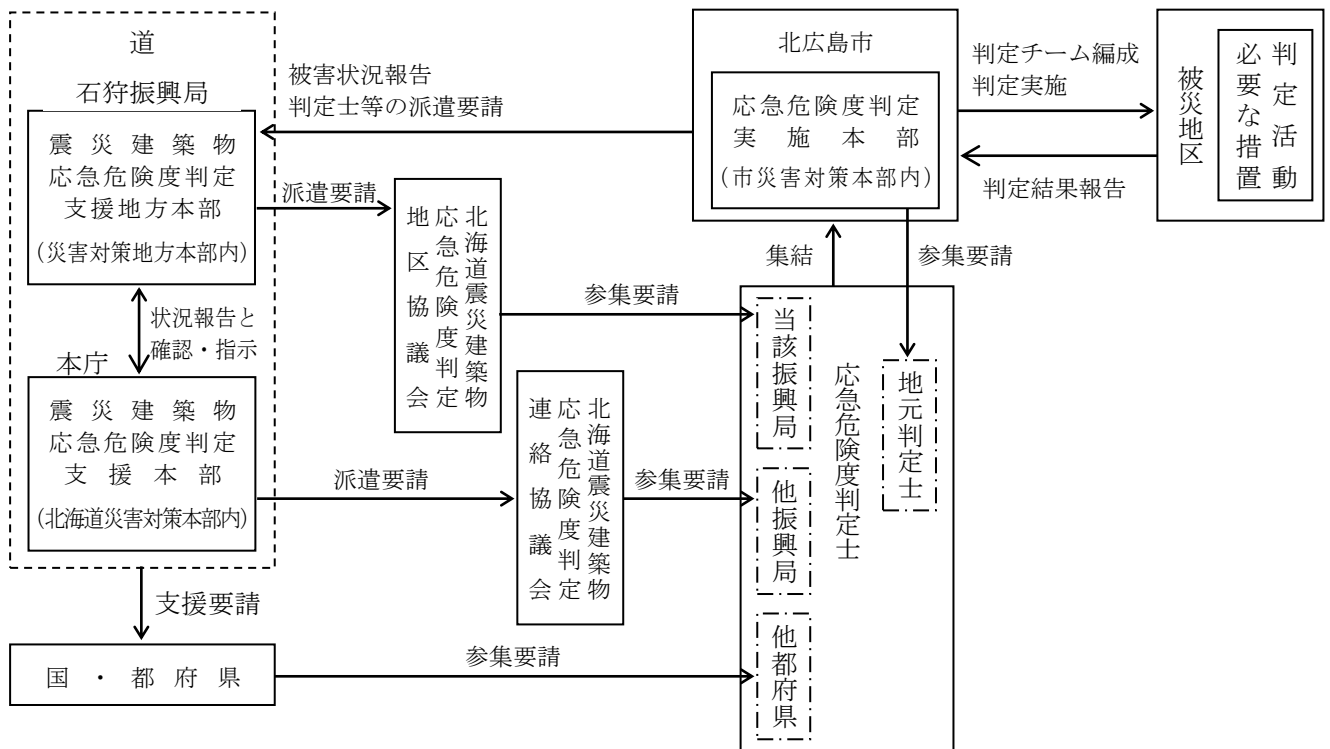 道
石狩振興局
震災建築物
応急危険度判定
支援地方本部
(災害対策地方本部内)
状況報告と
確認・指示
本庁
震災建築物
応急危険度判定
支援本部
(北海道災害対策本部内)
支援要請
国・都府県
被害状況報告
判定士等の派遣要請
派遣要請
北海道震災建築物
応急危険度判定
地区協議会
派遣要請
北海道震災建築物
応急危険度判定
連絡協議会
参集要請
参集要請
参集要請
北広島市
応急危険度判定
実施本部
(市災害対策本部内)
集結
参集要請
当該振興局
他振興局
他都府県
応急危険度判定士
地元判定士
判定チーム編成
判定実施
判定結果報告
被災地区
判定活動
必要な措置